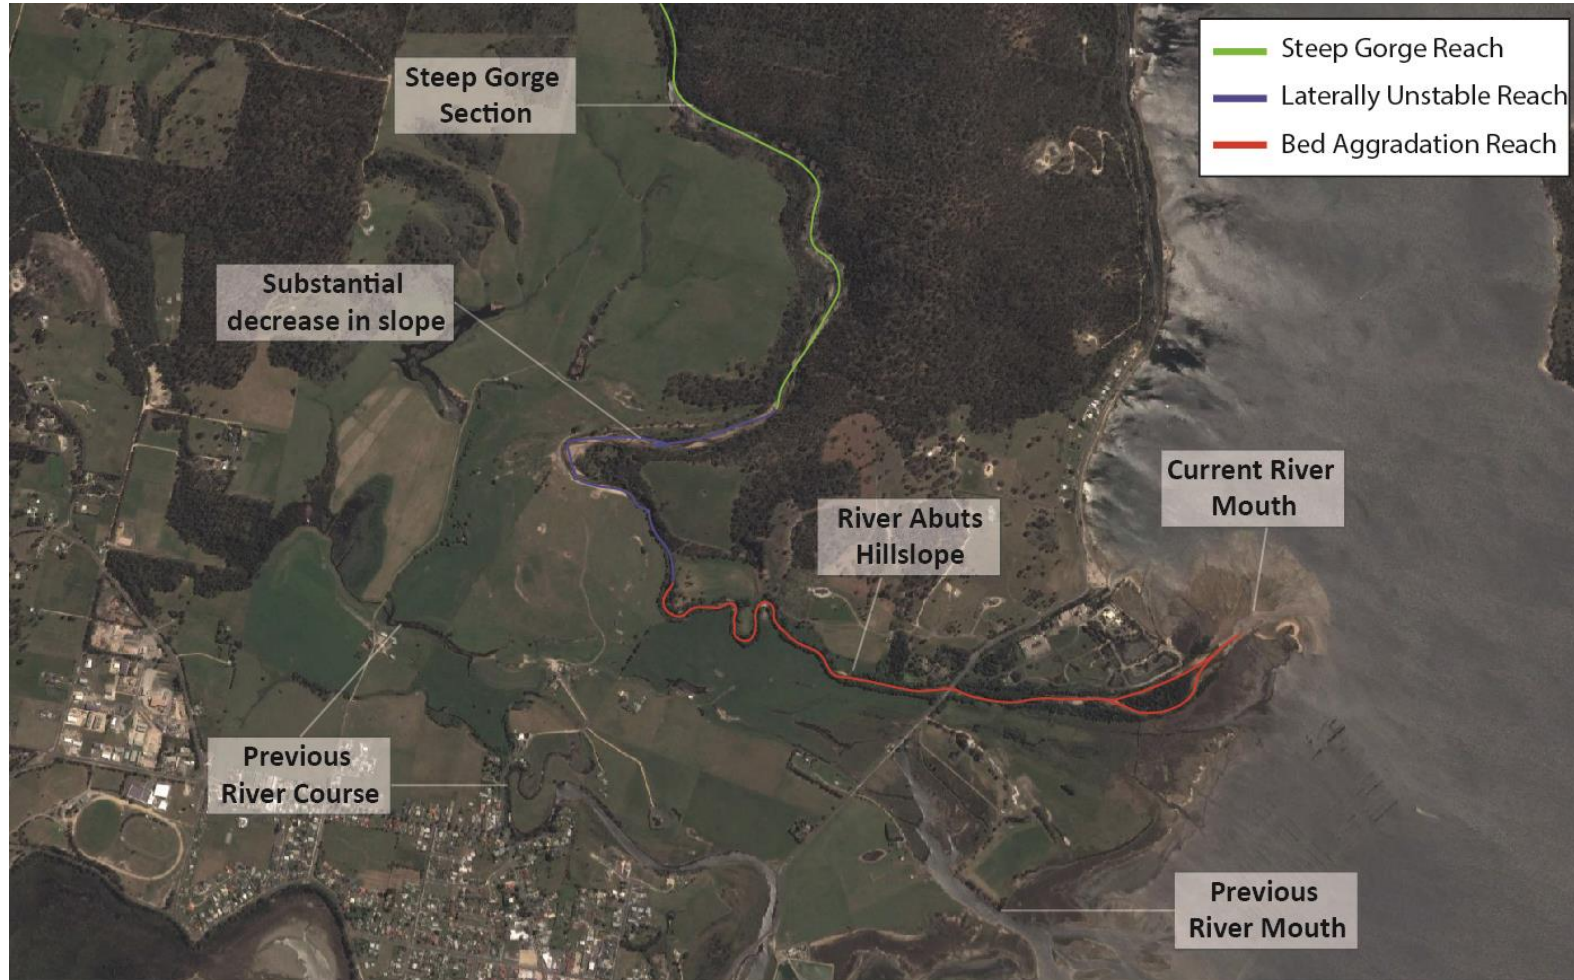 Steep Gorge Reach
Laterally Unstable Reach
Bed Aggradation Reach
Steep Gorge
Section
Substantial
decrease in slope
Current River
Mouth
River Abuts
Hillslope
Previous
River Course
Previous
River Mouth